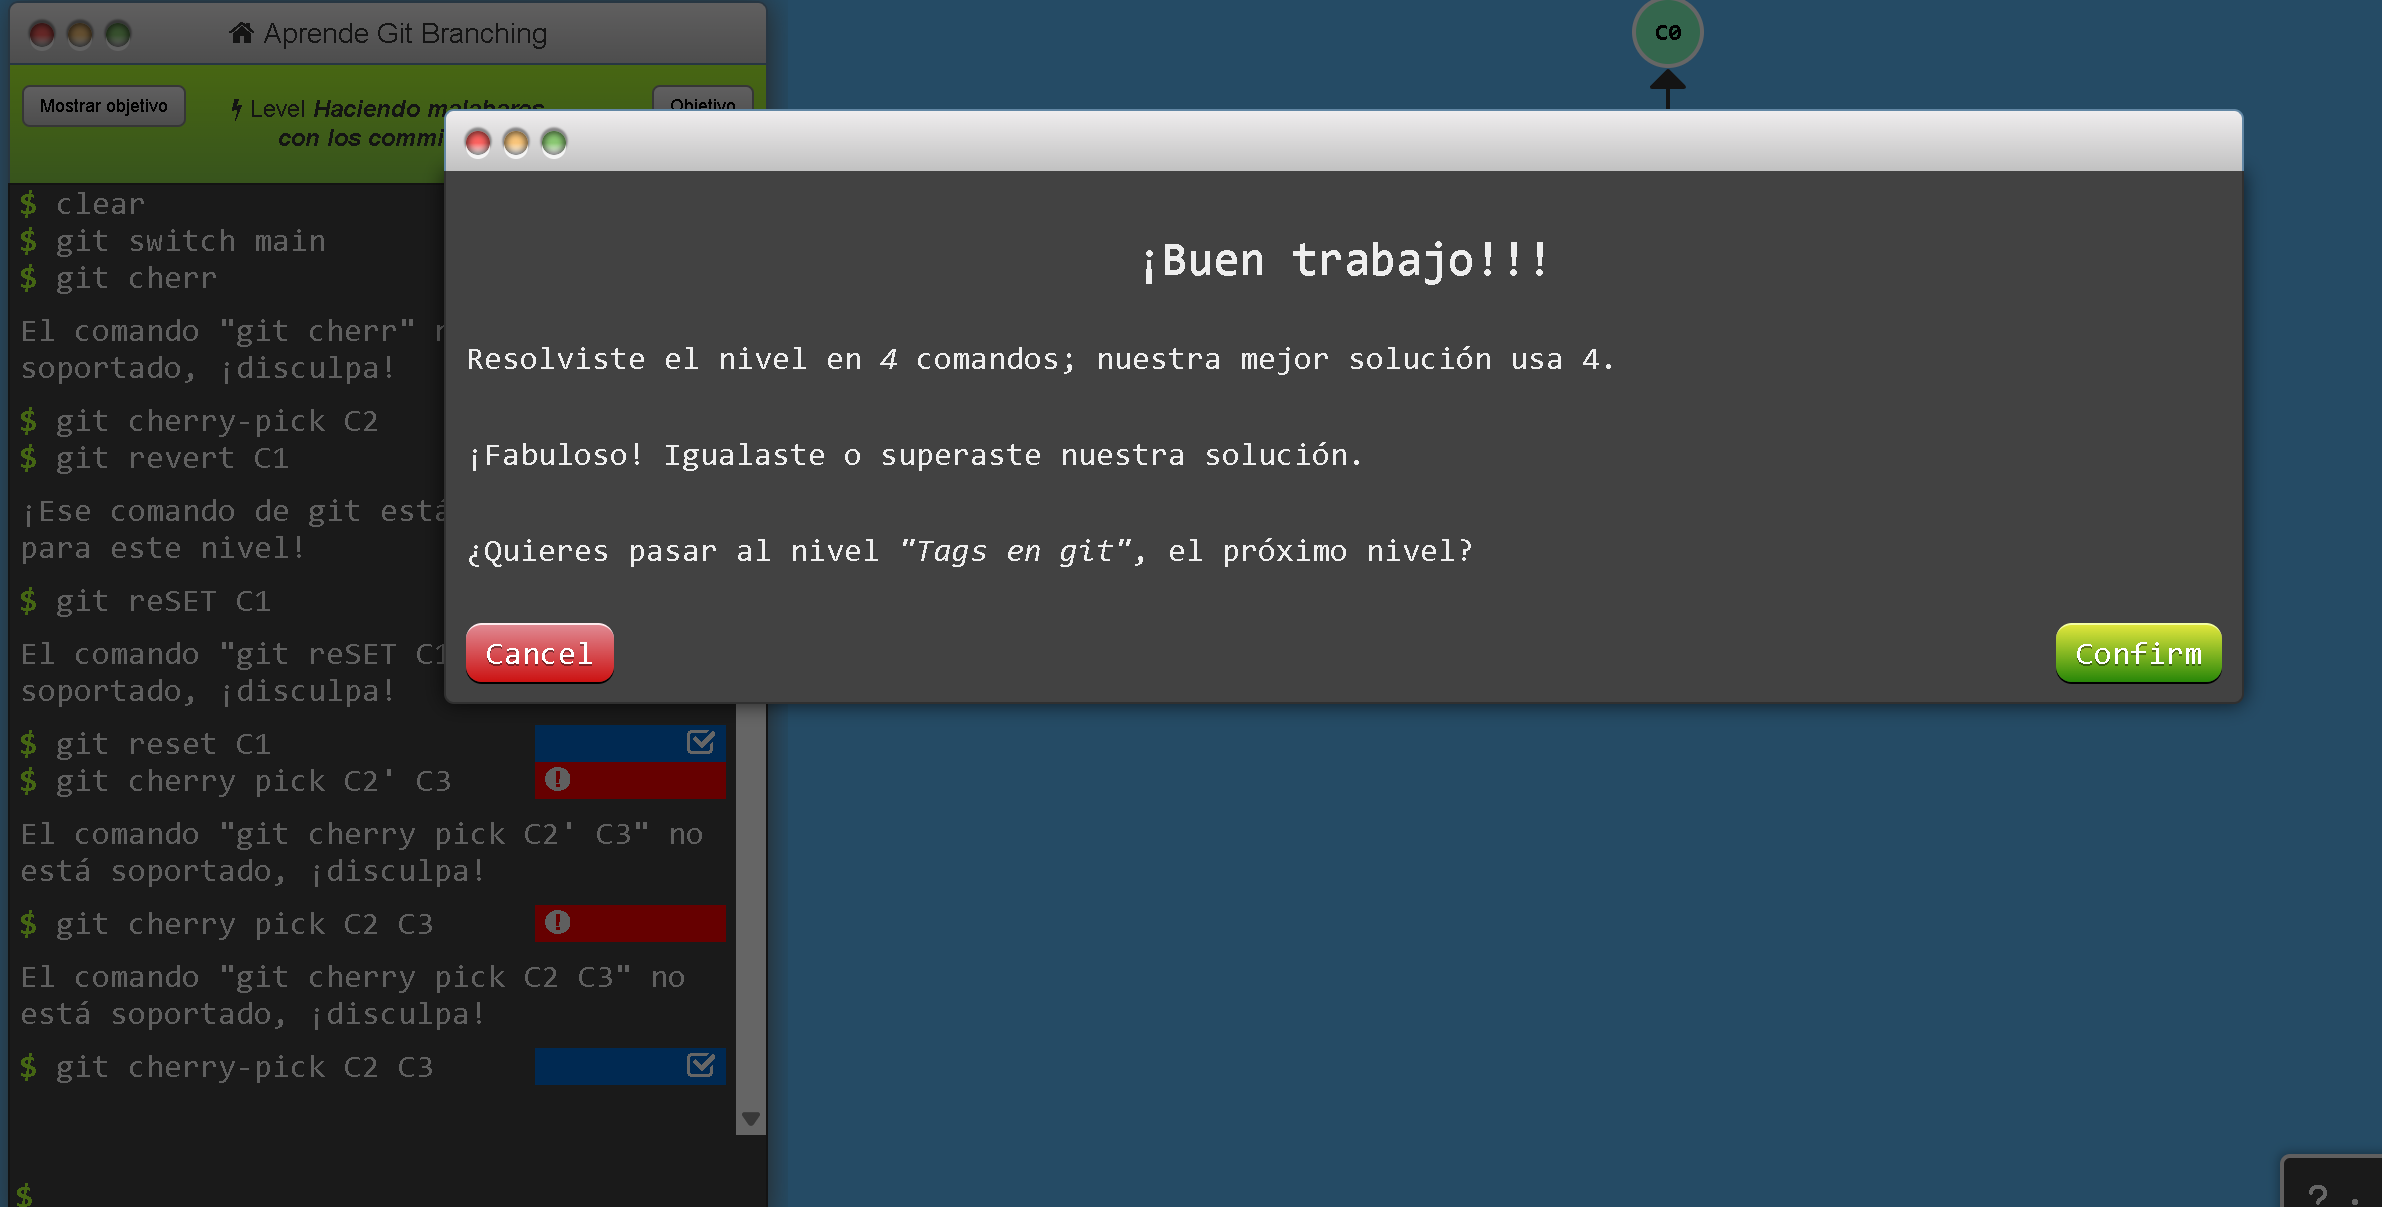 Aprende Git Branching
C0
Mostrar objetivo
Level Haciendo malabares
con los commi
Objetivo
$ clear
$ git switch main
$ git cherr
El comando "git cherr"
soportado, ¡disculpa!
$ git cherry-pick C2
$ git revert C1
¡Ese comando de git está
para este nivel!
$ git reSET C1
El comando "git reSET C1
soportado, ¡disculpa!
$ git reset C1
$ git cherry pick C2' C3
El comando "git cherry pick C2' C3" no
está soportado, ¡disculpa!
$ git cherry pick C2 C3
El comando "git cherry pick C2 C3" no
está soportado, ¡disculpa!
$ git cherry-pick C2 C3
$
¡Buen trabajo!!!
Resolviste el nivel en 4 comandos; nuestra mejor solución usa 4.
¡Fabuloso! Igualaste o superaste nuestra solución.
¿Quieres pasar al nivel "Tags en git", el próximo nivel?
Cancel
Confirm